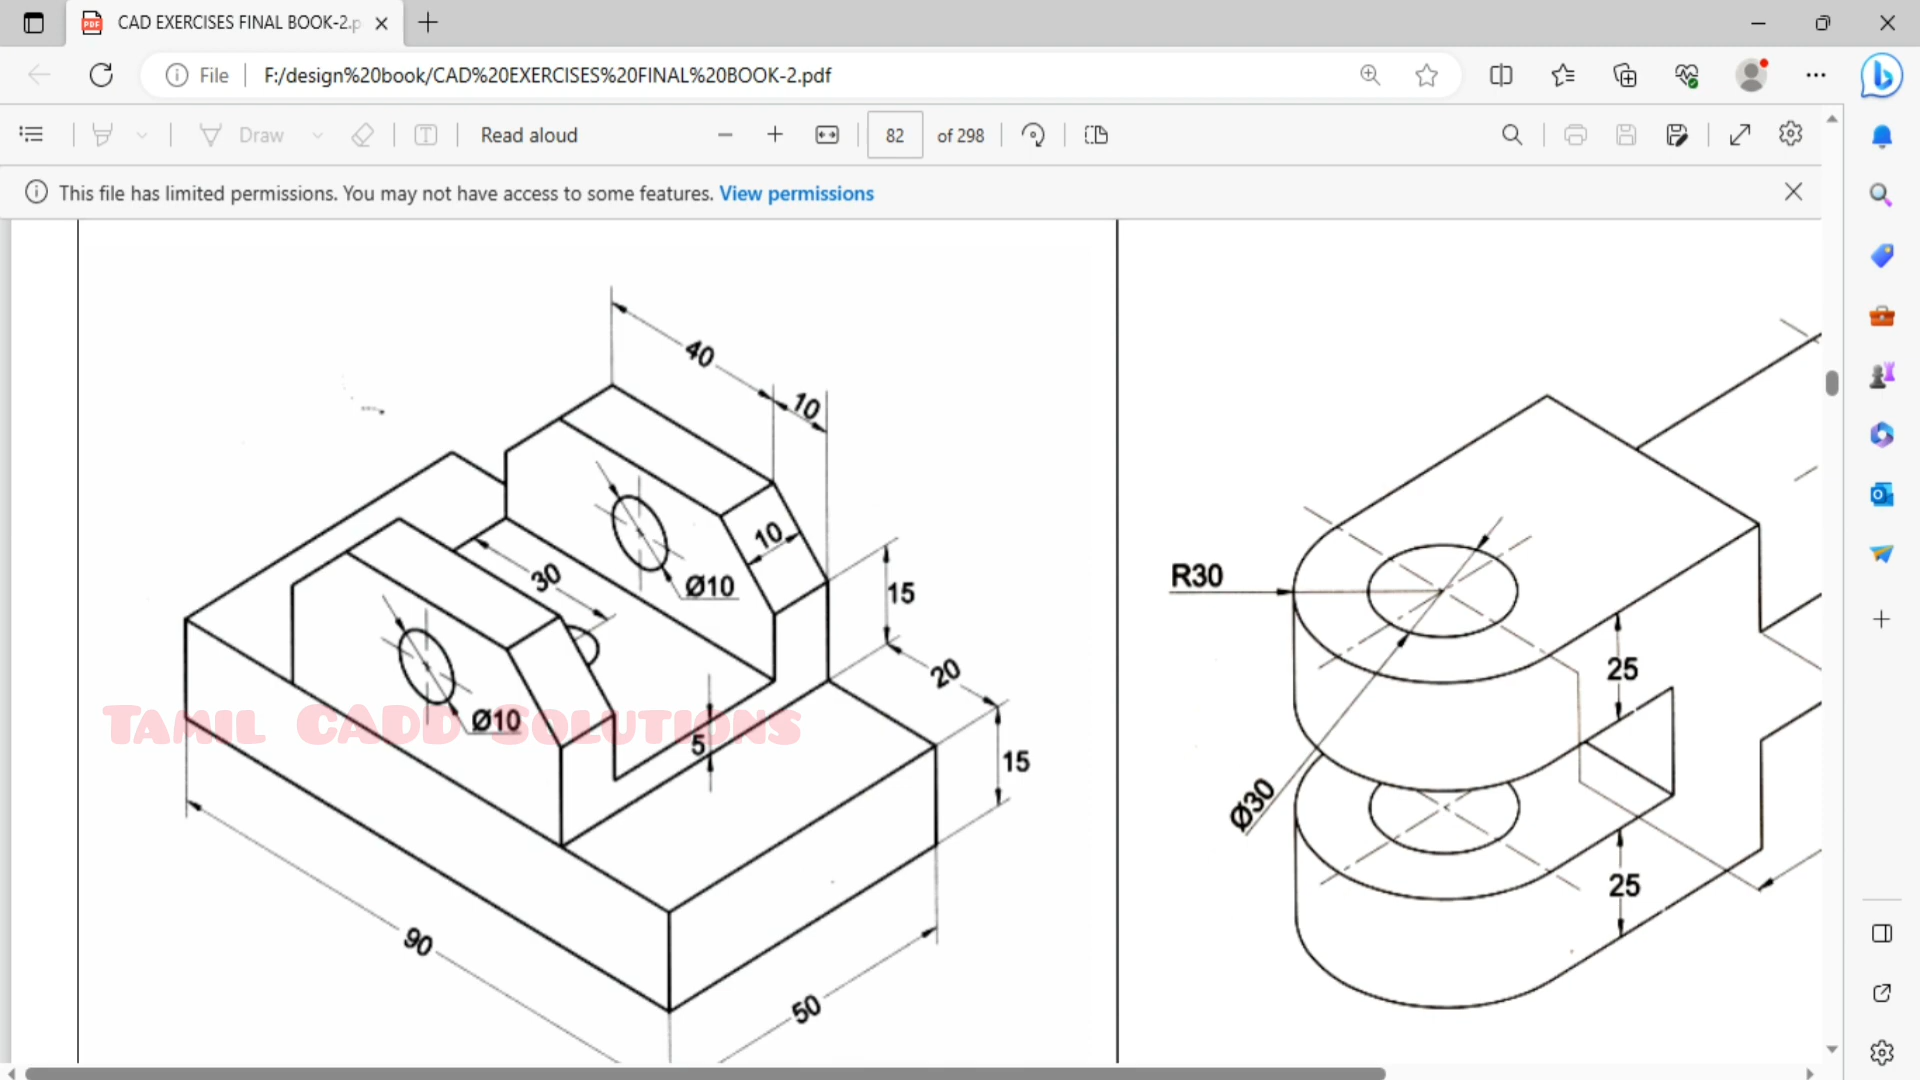 CAD EXERCISES FINAL BOOK-2.p
File
F:/design%20book/CAD%20EXERCISES%20FINAL%20BOOK-2.pdf
Draw
Read aloud
82
of 298
This file has limited permissions. You may not have access to some features. View permissions
40
10
10
30
Ø10
15
R30
20
25
Ø10
TAMIL CADD SOLUTIONS
5
15
Ø30
25
90
50